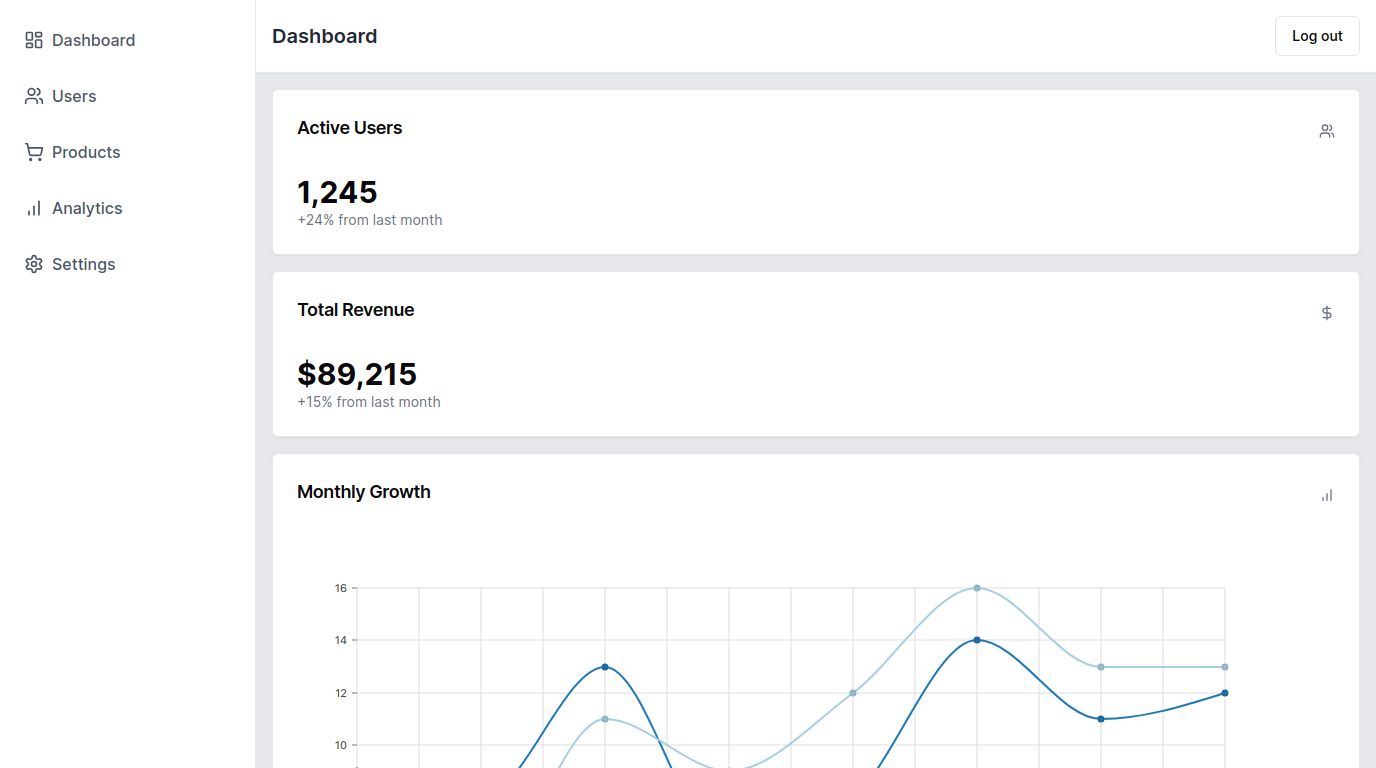 Dashboard
Users
Products
Analytics
Settings
Dashboard
Log out
Active Users
1,245
+24% from last month
Total Revenue
$89,215
+15% from last month
Monthly Growth
16
14
12
10